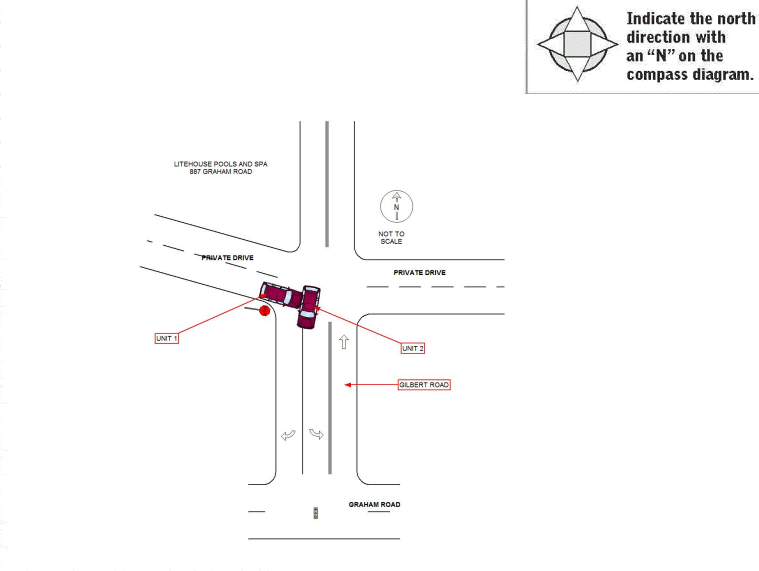 Indicate the north
direction with
an “N” on the
compass diagram.
LITEHOUSE POOLS AND SPA
887 GRAHAM ROAD
N
NOT TO
SCALE
PRIVATE DRIVE
PRIVATE DRIVE
UNIT 1
UNIT 2
GILBERT ROAD
GRAHAM ROAD